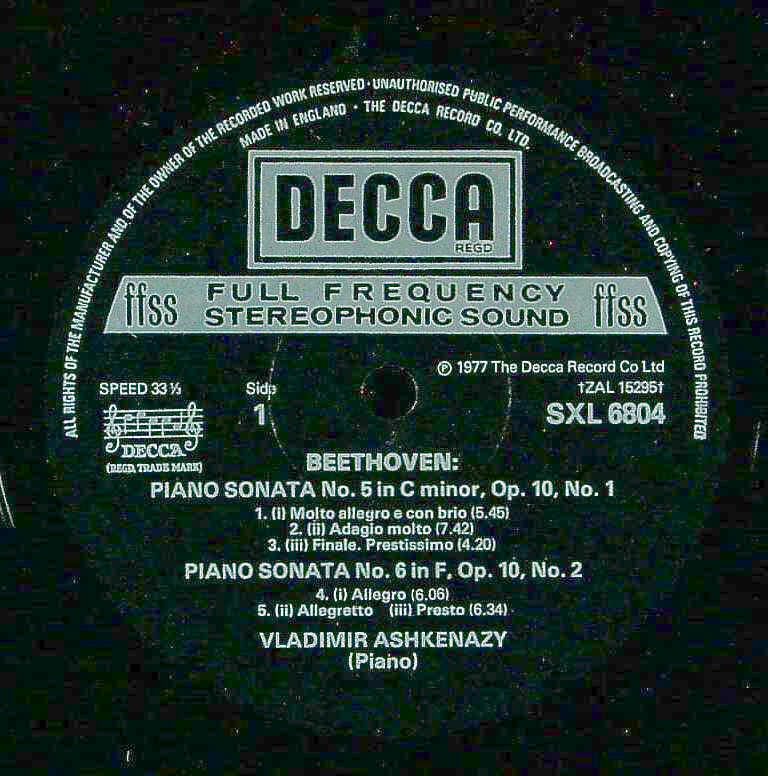 ALL RIGHTS OF THE MANUFACTURER AND OF THE OWNER OF THE RECORDED WORK RESERVED · UNAUTHORISED PUBLIC PERFORMANCE BROADCASTING AND COPYING OF THIS RECORD PROHIBITED
MADE IN ENGLAND · THE DECCA RECORD CO. LTD.
DECCA
REGD
ffss FULL FREQUENCY ffss
STEREOPHONIC SOUND
℗ 1977 The Decca Record Co Ltd
SPEED 33⅓ Side †ZAL 15295†
1 SXL 6804
DECCA
(REGD. TRADE MARK)
BEETHOVEN:
PIANO SONATA No. 5 in C minor, Op. 10, No. 1
1. (i) Molto allegro e con brio (5.45)
2. (ii) Adagio molto (7.42)
3. (iii) Finale. Prestissimo (4.20)
PIANO SONATA No. 6 in F, Op. 10, No. 2
4. (i) Allegro (6.06)
5. (ii) Allegretto (iii) Presto (6.34)
VLADIMIR ASHKENAZY
(Piano)